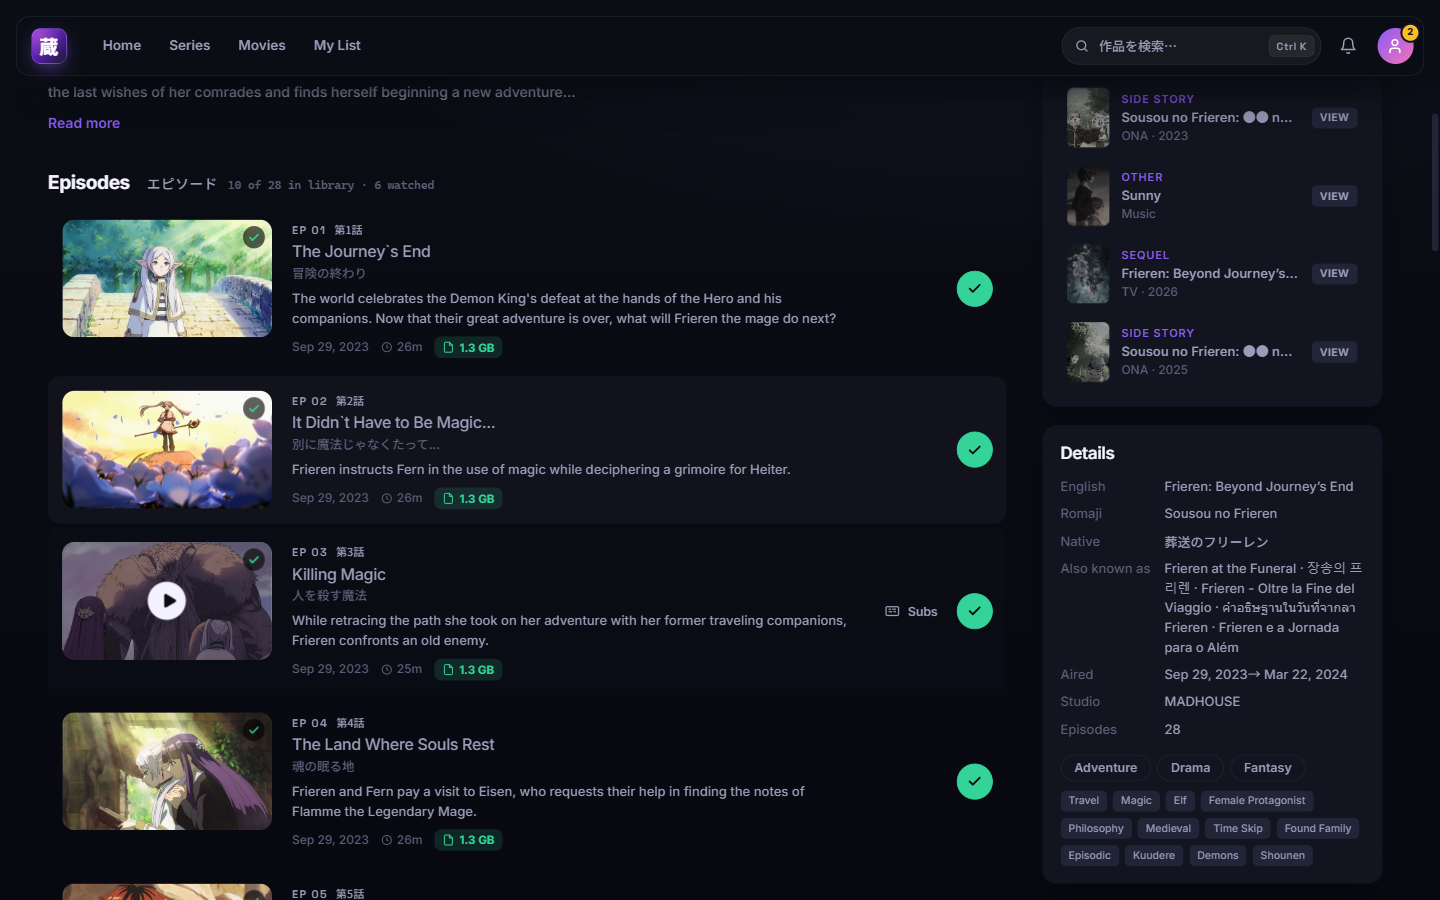 蔵
Home
Series
Movies
My List
作品を検索…
Ctrl K
2
the last wishes of her comrades and finds herself beginning a new adventure...
Read more
Episodes エピソード 10 of 28 in library · 6 watched
EP 01 第1話
The Journey`s End
冒険の終わり
The world celebrates the Demon King's defeat at the hands of the Hero and his
companions. Now that their great adventure is over, what will Frieren the mage do next?
Sep 29, 2023 26m 1.3 GB
EP 02 第2話
It Didn`t Have to Be Magic...
別に魔法じゃなくたって...
Frieren instructs Fern in the use of magic while deciphering a grimoire for Heiter.
Sep 29, 2023 26m 1.3 GB
EP 03 第3話
Killing Magic
人を殺す魔法
While retracing the path she took on her adventure with her former traveling companions,
Frieren confronts an old enemy.
Sep 29, 2023 25m 1.3 GB
Subs
EP 04 第4話
The Land Where Souls Rest
魂の眠る地
Frieren and Fern pay a visit to Eisen, who requests their help in finding the notes of
Flamme the Legendary Mage.
Sep 29, 2023 26m 1.3 GB
EP 05 第5話
SIDE STORY
Sousou no Frieren: ●● n...
ONA · 2023
VIEW
OTHER
Sunny
Music
VIEW
SEQUEL
Frieren: Beyond Journey's...
TV · 2026
VIEW
SIDE STORY
Sousou no Frieren: ●● n...
ONA · 2025
VIEW
Details
English Frieren: Beyond Journey's End
Romaji Sousou no Frieren
Native 葬送のフリーレン
Also known as Frieren at the Funeral · 장송의 프
리렌 · Frieren - Oltre la Fine del
Viaggio · คำอธิษฐานในวันที่จากลา
Frieren · Frieren e a Jornada
para o Além
Aired Sep 29, 2023→ Mar 22, 2024
Studio MADHOUSE
Episodes 28
Adventure Drama Fantasy
Travel Magic Elf Female Protagonist
Philosophy Medieval Time Skip Found Family
Episodic Kuudere Demons Shounen